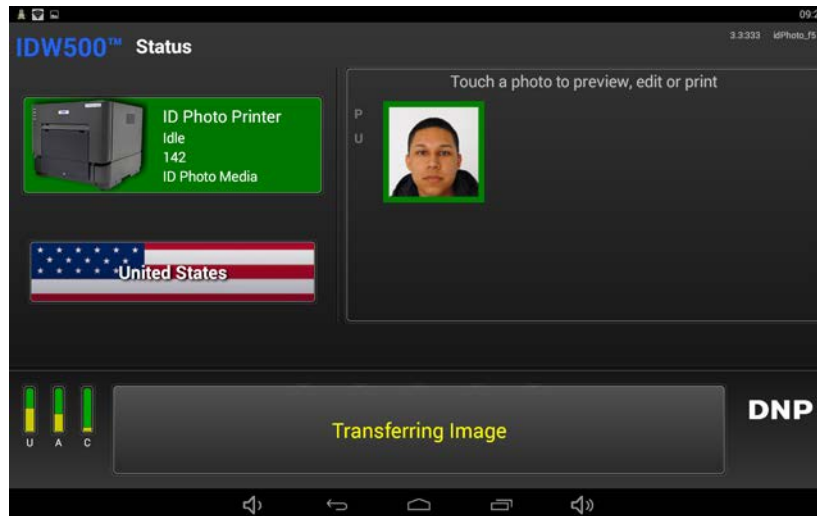 09:2
IDW500™ Status
3.3.333 idPhoto_f5
Touch a photo to preview, edit or print
ID Photo Printer
Idle
142
ID Photo Media
P
U
United States
Transferring Image
DNP
U A C